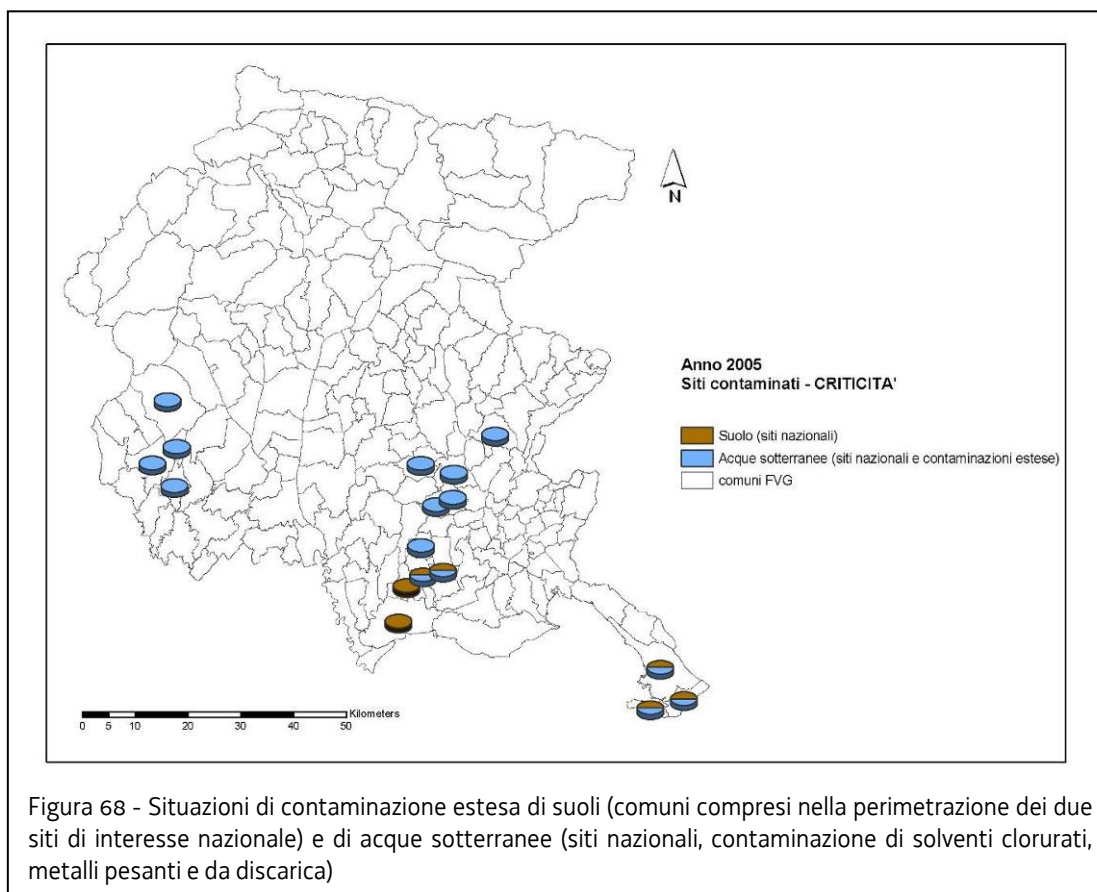 N
Anno 2005
Siti contaminati - CRITICITA'
Suolo (siti nazionali)
Acque sotterranee (siti nazionali e contaminazioni estese)
comuni FVG
Kilometers
0 5 10 20 30 40 50
Figura 68 - Situazioni di contaminazione estesa di suoli (comuni compresi nella perimetrazione dei due
siti di interesse nazionale) e di acque sotterranee (siti nazionali, contaminazione di solventi clorurati,
metalli pesanti e da discarica)